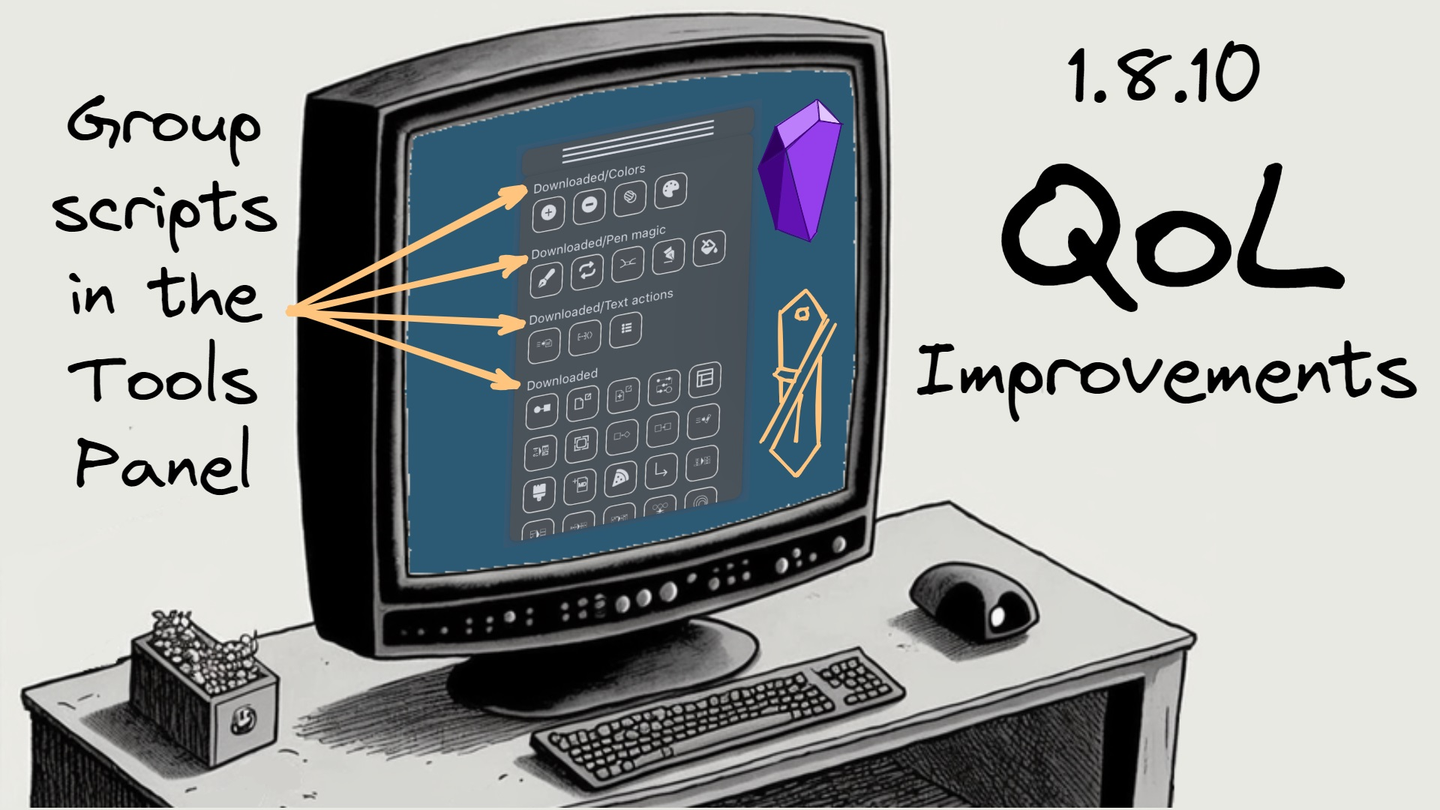 Group
scripts
in the
Tools
Panel
Downloaded/Colors
Downloaded/Pen magic
Downloaded/Text actions
Downloaded
1.8.10
QoL
Improvements